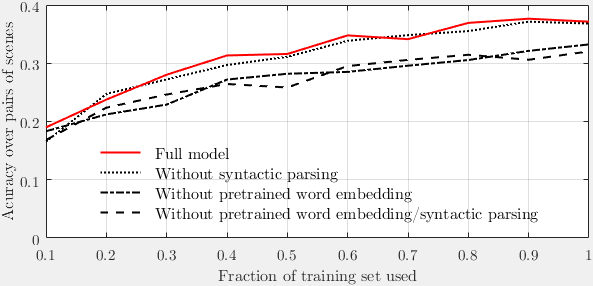 0.4
0.3
0.2
0.1
0
Acuracy over pairs of scenes
Full model
Without syntactic parsing
Without pretrained word embedding
Without pretrained word embedding/syntactic parsing
0.1 0.2 0.3 0.4 0.5 0.6 0.7 0.8 0.9 1
Fraction of training set used